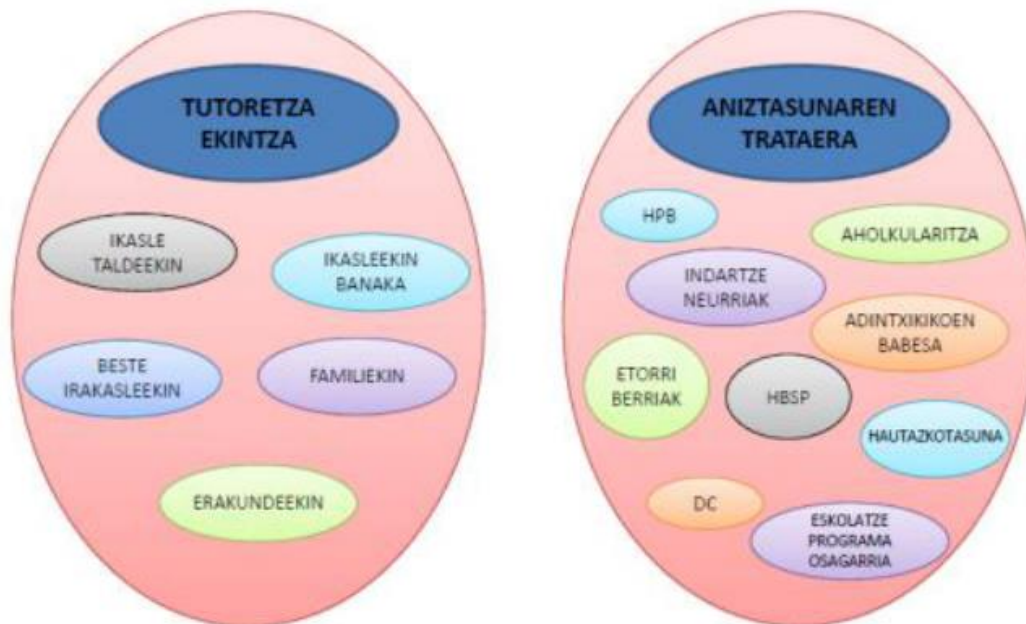 TUTORETZA
EKINTZA
IKASLE
TALDEEKIN
IKASLEEKIN
BANAKA
BESTE
IRAKASLEEKIN
FAMILIEKIN
ERAKUNDEEKIN
ANIZTASUNAREN
TRATAERA
HPB
AHOLKULARITZA
INDARTZE
NEURRIAK
ADINTXIKIKOEN
BABESA
ETORRI
BERRIAK
HBSP
HAUTAZKOTASUNA
DC
ESKOLATZE
PROGRAMA
OSAGARRIA